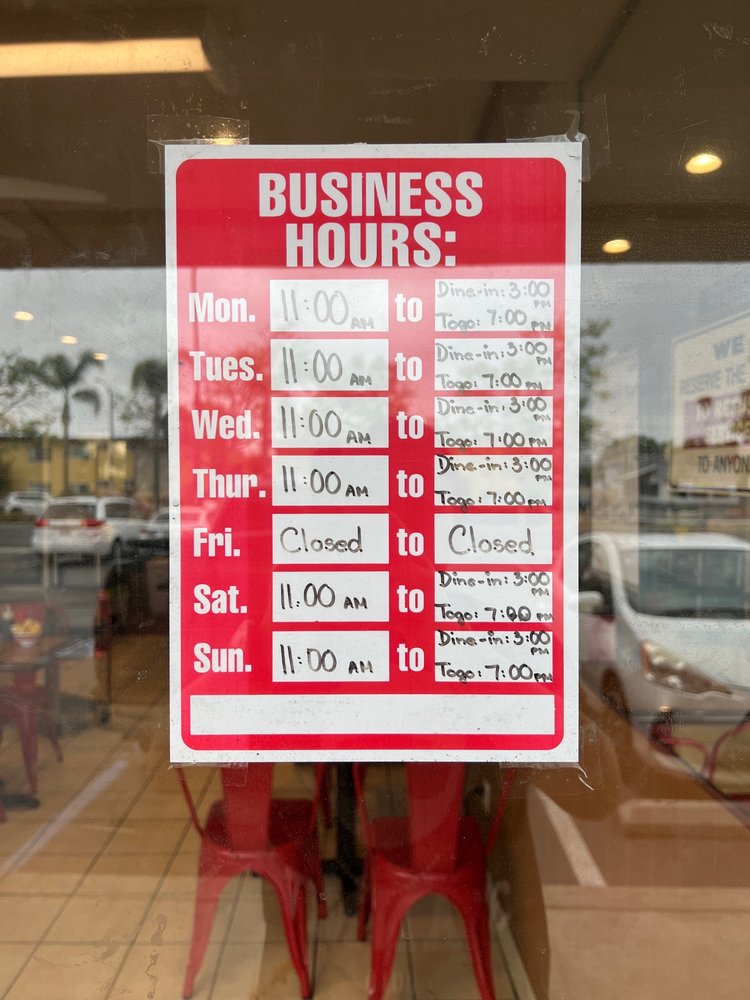 BUSINESS
HOURS:
Mon. 11:00 AM to Dine-in: 3:00 PM
Togo: 7:00 PM
Tues. 11:00 AM to Dine-in: 3:00 PM
Togo: 7:00 PM
Wed. 11:00 AM to Dine-in: 3:00 PM
Togo: 7:00 PM
Thur. 11:00 AM to Dine-in: 3:00 PM
Togo: 7:00 PM
Fri. Closed to Closed
Sat. 11:00 AM to Dine-in: 3:00 PM
Togo: 7:00 PM
Sun. 11:00 AM to Dine-in: 3:00 PM
Togo: 7:00 PM
WE
RESERVE THE
TO ANYON